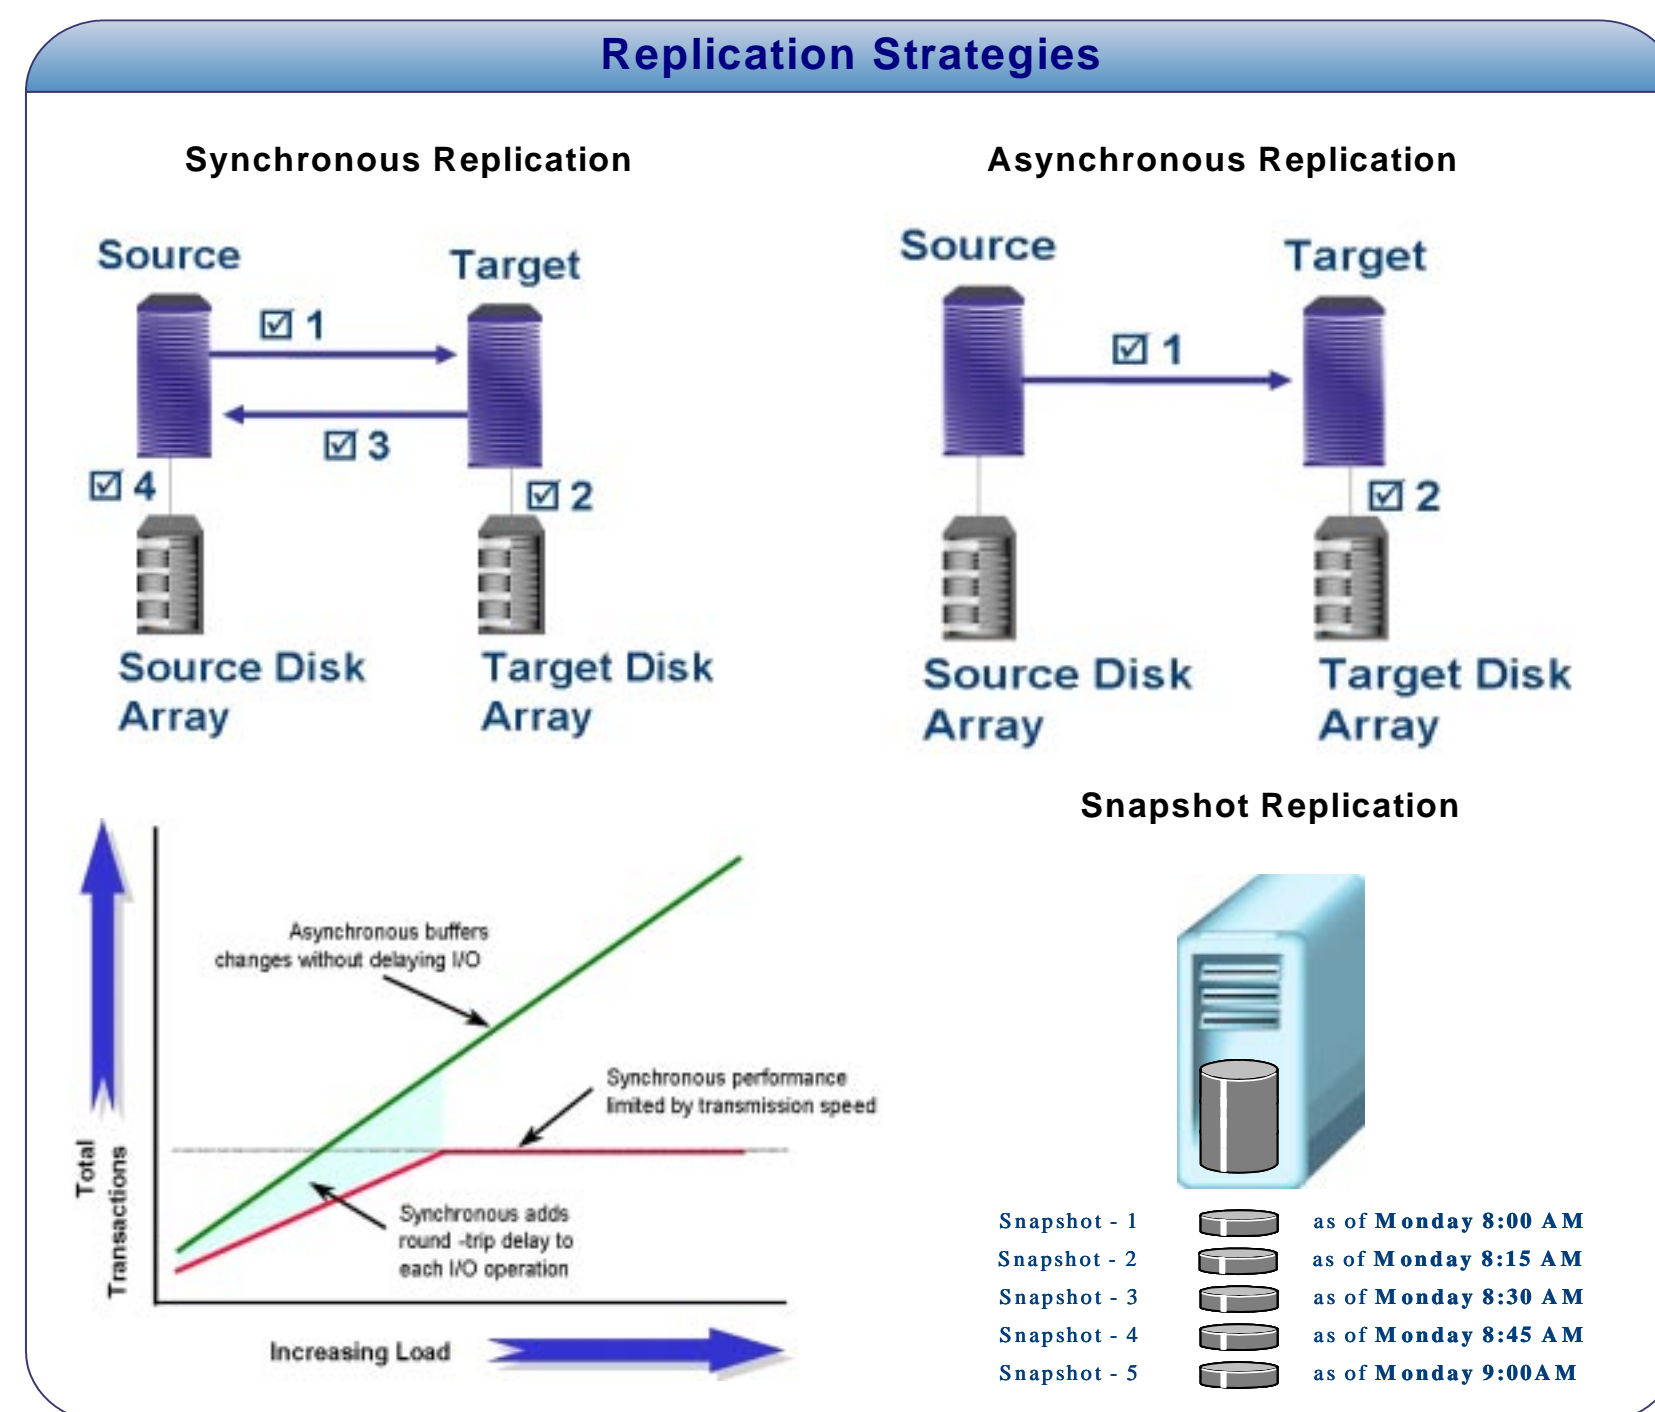 Replication Strategies
Synchronous Replication
Source
Target
☑ 1
☑ 3
☑ 4
☑ 2
Source Disk
Array
Target Disk
Array
Asynchronous Replication
Source
Target
☑ 1
☑ 2
Source Disk
Array
Target Disk
Array
Asynchronous buffers
changes without delaying I/O
Synchronous performance
limited by transmission speed
Synchronous adds
round -trip delay to
each I/O operation
Total
Transactions
Increasing Load
Snapshot Replication
Snapshot - 1 as of Monday 8:00 AM
Snapshot - 2 as of Monday 8:15 AM
Snapshot - 3 as of Monday 8:30 AM
Snapshot - 4 as of Monday 8:45 AM
Snapshot - 5 as of Monday 9:00AM